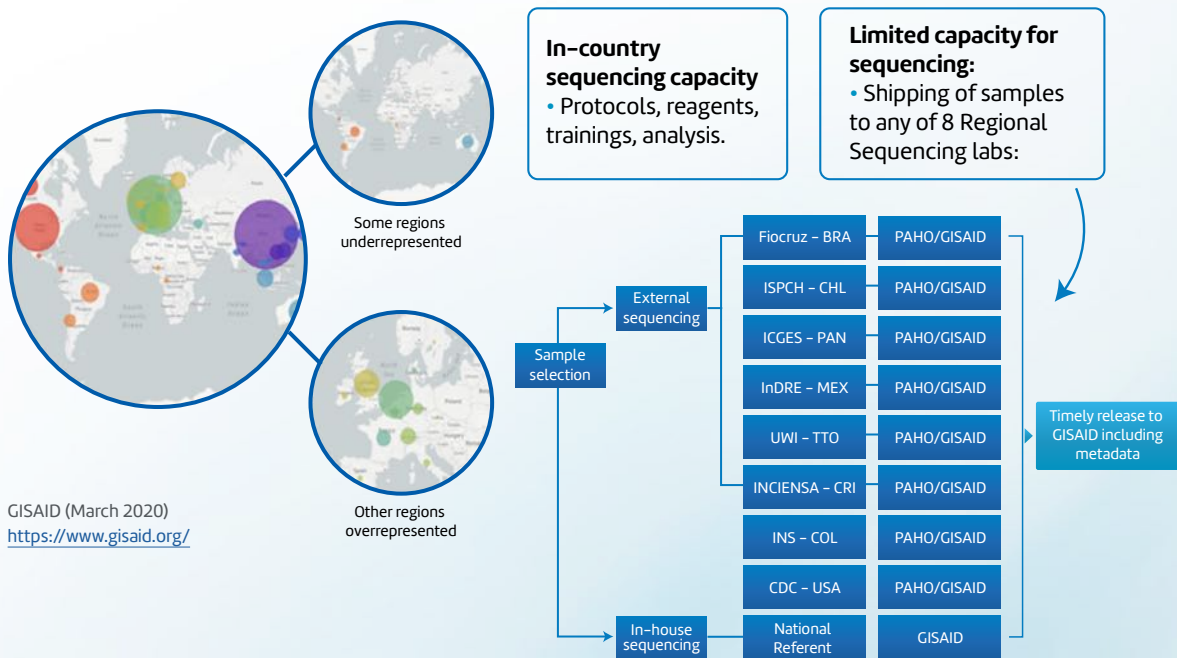 In-country
sequencing capacity
• Protocols, reagents,
trainings, analysis.
Limited capacity for
sequencing:
• Shipping of samples
to any of 8 Regional
Sequencing labs:
Some regions
underrepresented
Other regions
overrepresented
GISAID (March 2020)
https://www.gisaid.org/
Sample
selection
External
sequencing
In-house
sequencing
Fiocruz – BRA
PAHO/GISAID
ISPCH – CHL
PAHO/GISAID
ICGES – PAN
PAHO/GISAID
InDRE – MEX
PAHO/GISAID
UWI – TTO
PAHO/GISAID
INCIENSA – CRI
PAHO/GISAID
INS – COL
PAHO/GISAID
CDC – USA
PAHO/GISAID
National
Referent
GISAID
Timely release to
GISAID including
metadata